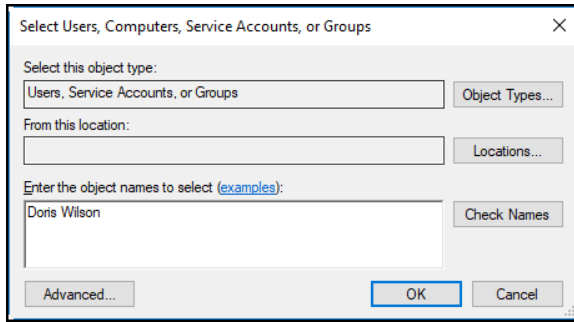 Select Users, Computers, Service Accounts, or Groups
Select this object type:
Users, Service Accounts, or Groups
Object Types...
From this location:
Locations...
Enter the object names to select (examples):
Doris Wilson
Check Names
Advanced...
OK
Cancel